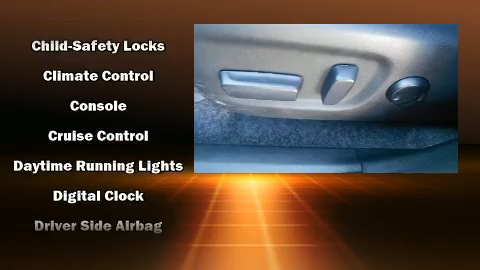 Child-Safety Locks
Climate Control
Console
Cruise Control
Daytime Running Lights
Digital Clock
Driver Side Airbag